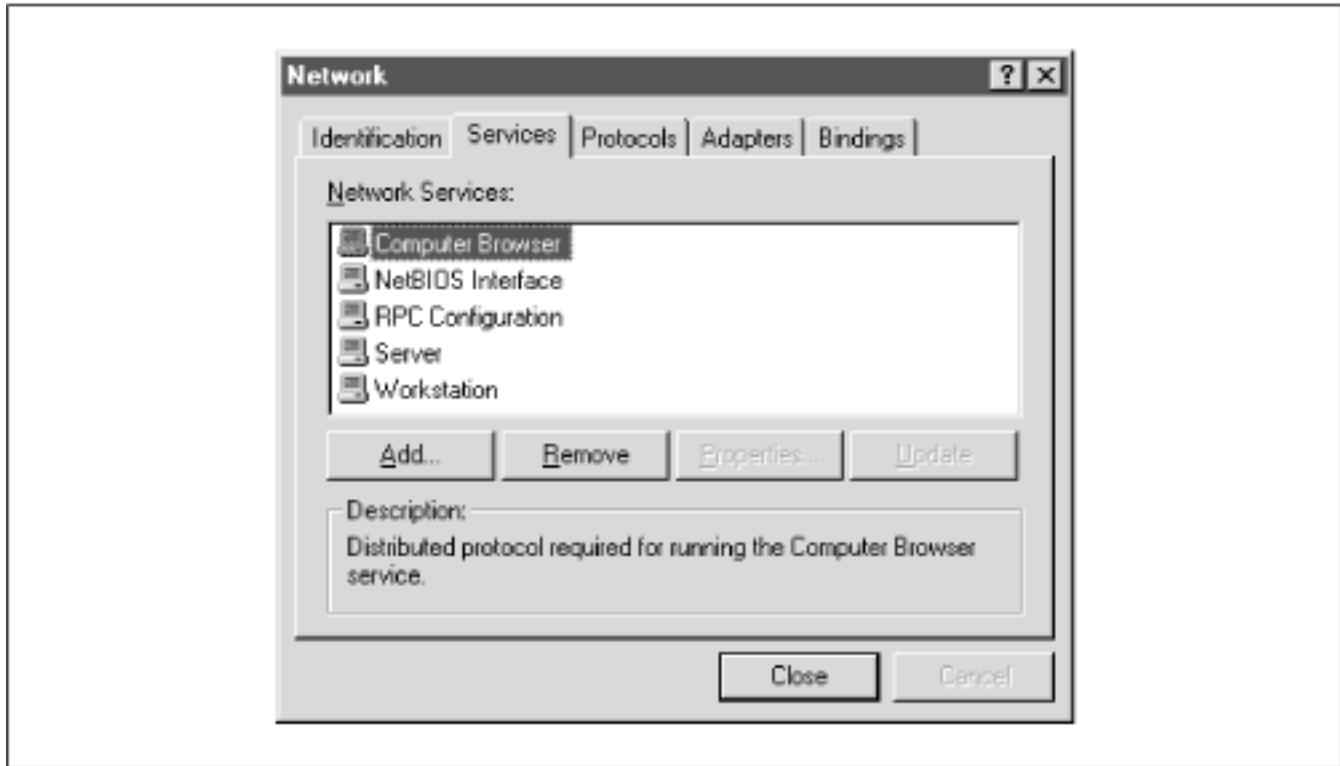 Network
Identification Services Protocols Adapters Bindings
Network Services:
Computer Browser
NetBIOS Interface
RPC Configuration
Server
Workstation
Add... Remove Properties... Update
Description:
Distributed protocol required for running the Computer Browser
service.
Close Cancel